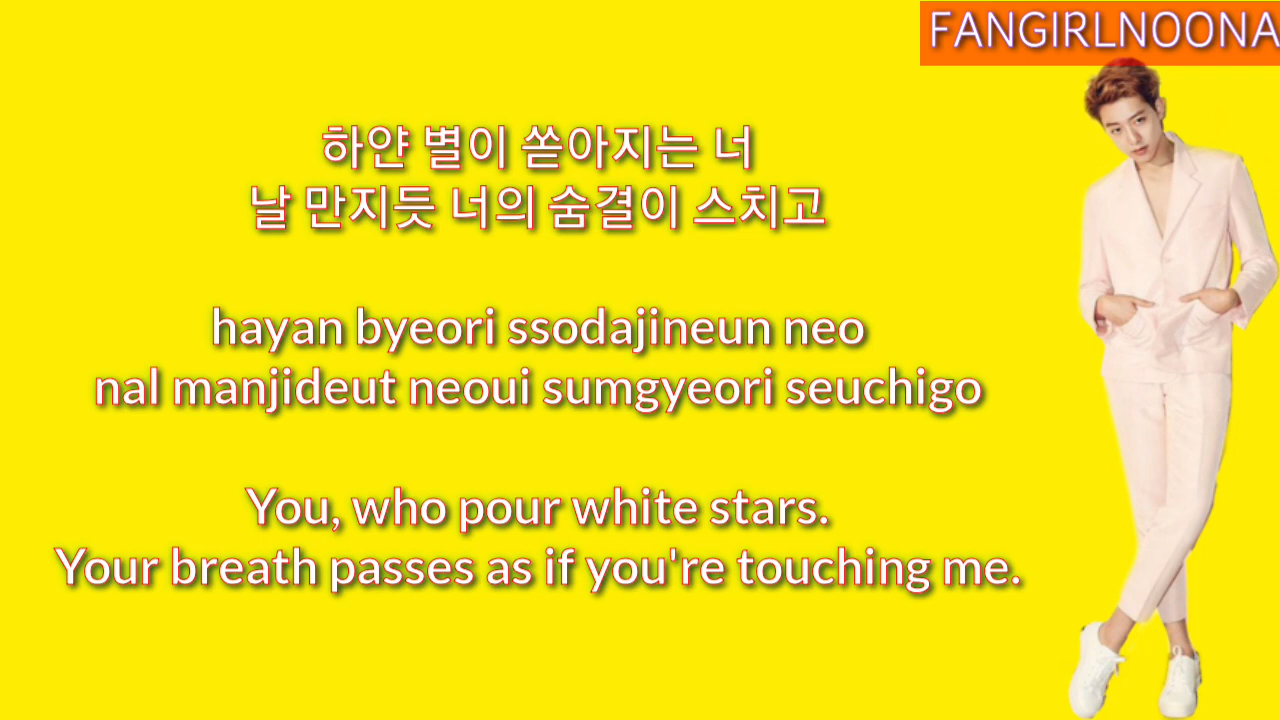 FANGIRLNOONA
하얀 별이 쏟아지는 너
날 만지듯 너의 숨결이 스치고
hayan byeori ssodajineun neo
nal manjideut neoui sumgyeori seuchigo
You, who pour white stars.
Your breath passes as if you're touching me.